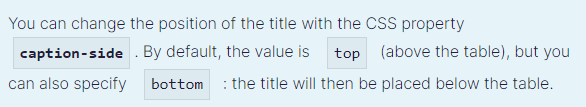 You can change the position of the title with the CSS property
caption-side . By default, the value is top (above the table), but you
can also specify bottom : the title will then be placed below the table.